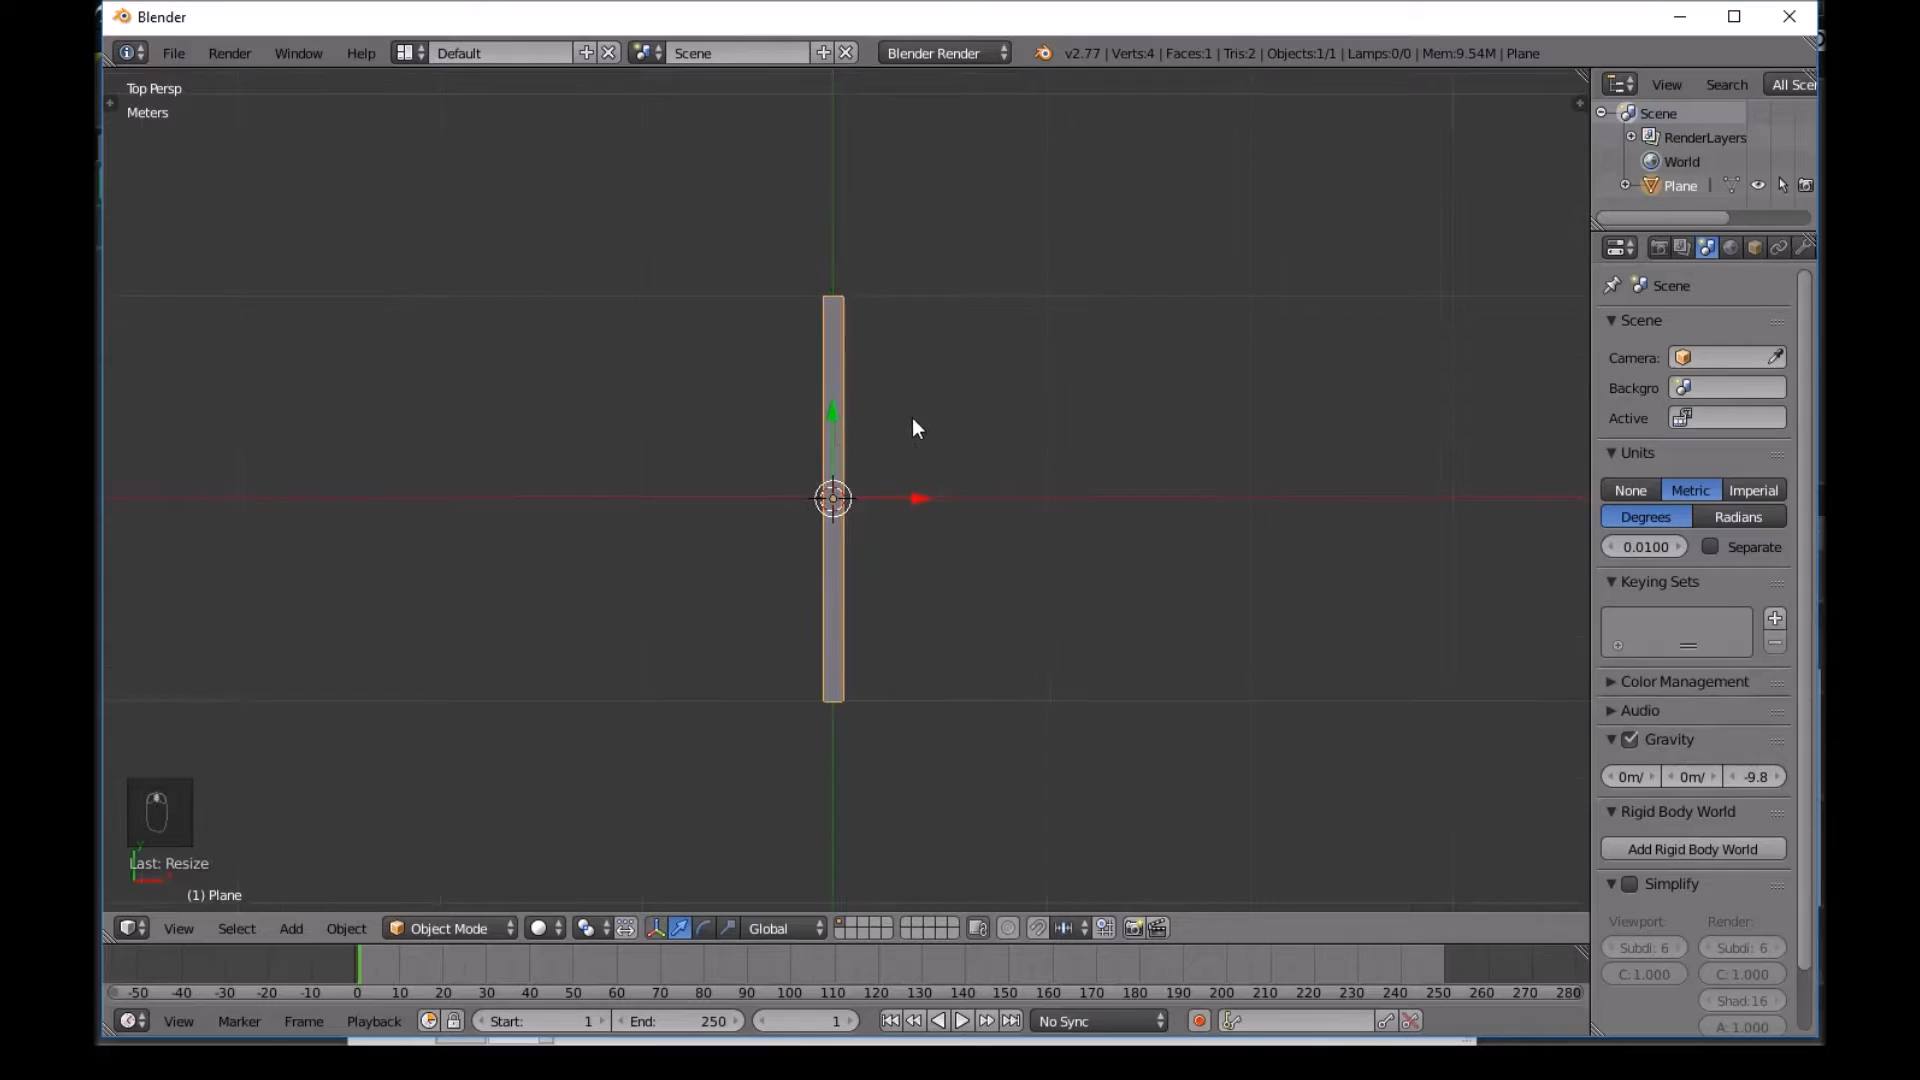 Blender
File Render Window Help Default Scene Blender Render v2.77 | Verts:4 | Faces:1 | Tris:2 | Objects:1/1 | Lamps:0/0 | Mem:9.54M | Plane
Top Persp
Meters
View Search All Sce
Scene
RenderLayers
World
Plane
Scene
Scene
Camera:
Backgro
Active
Units
None Metric Imperial
Degrees Radians
0.0100 Separate
Keying Sets
Color Management
Audio
Gravity
0m/ 0m/ -9.8
Rigid Body World
Add Rigid Body World
Simplify
Viewport: Render:
Subdi: 6 Subdi: 6
C: 1.000 C: 1.000
Shad:16
A: 1.000
y
Last: Resize
(1) Plane
View Select Add Object Object Mode Global
-50 -40 -30 -20 -10 0 10 20 30 40 50 60 70 80 90 100 110 120 130 140 150 160 170 180 190 200 210 220 230 240 250 260 270 280
View Marker Frame Playback Start: 1 End: 250 1 No Sync